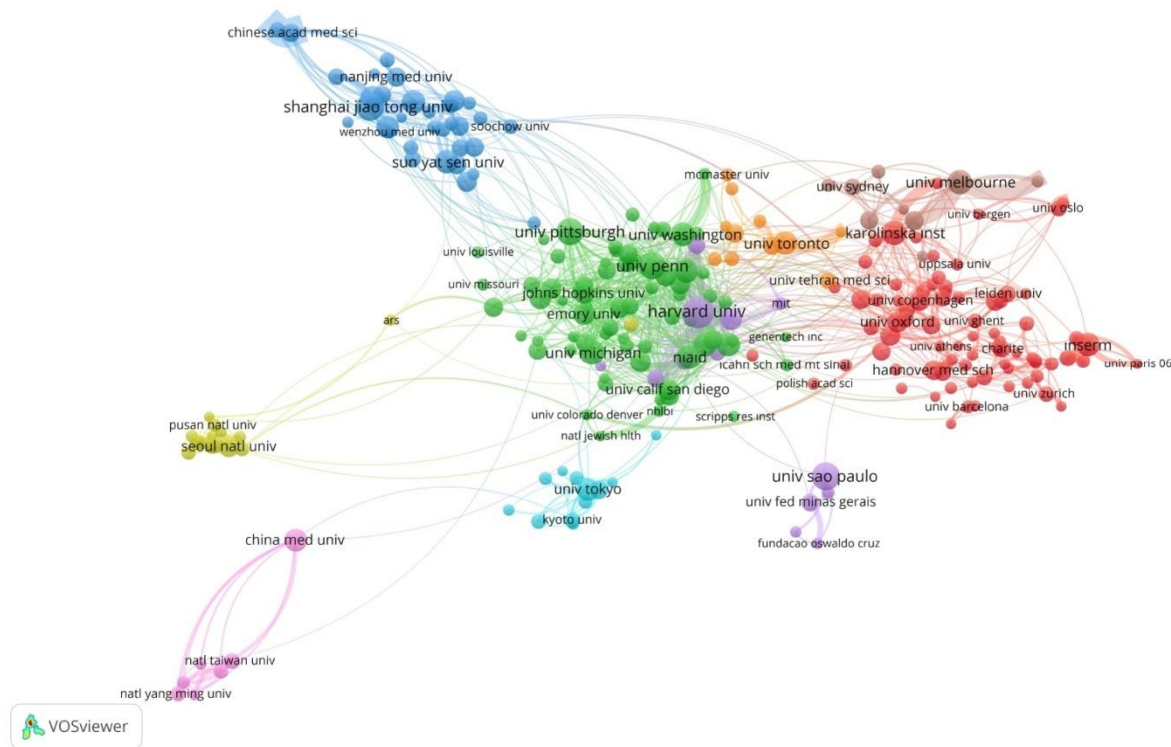 chinese acad med sci
nanjing med univ
shanghai jiao tong univ
wenzhou med univ
soochow univ
sun yat sen univ
mcmaster univ
univ sydney
univ melbourne
univ bergen
univ oslo
univ pittsburgh
univ washington
univ toronto
karolinska inst
univ louisville
univ penn
uppsala univ
univ missouri
johns hopkins univ
univ tehran med sci
univ copenhagen
leiden univ
emory univ
harvard univ
mit
univ oxford
univ ghent
ars
genentech inc
univ athens
charite
inserm
univ michigan
niaid
icahn sch med mt sinai
hannover med sch
univ paris 06
univ calif san diego
polish acad sci
univ zurich
univ barcelona
univ colorado denver
nhlbi
scripps res inst
pusan natl univ
natl jewish hlth
seoul natl univ
univ sao paulo
univ tokyo
univ fed minas gerais
kyoto univ
china med univ
fundacao oswaldo cruz
natl taiwan univ
natl yang ming univ
VOSviewer